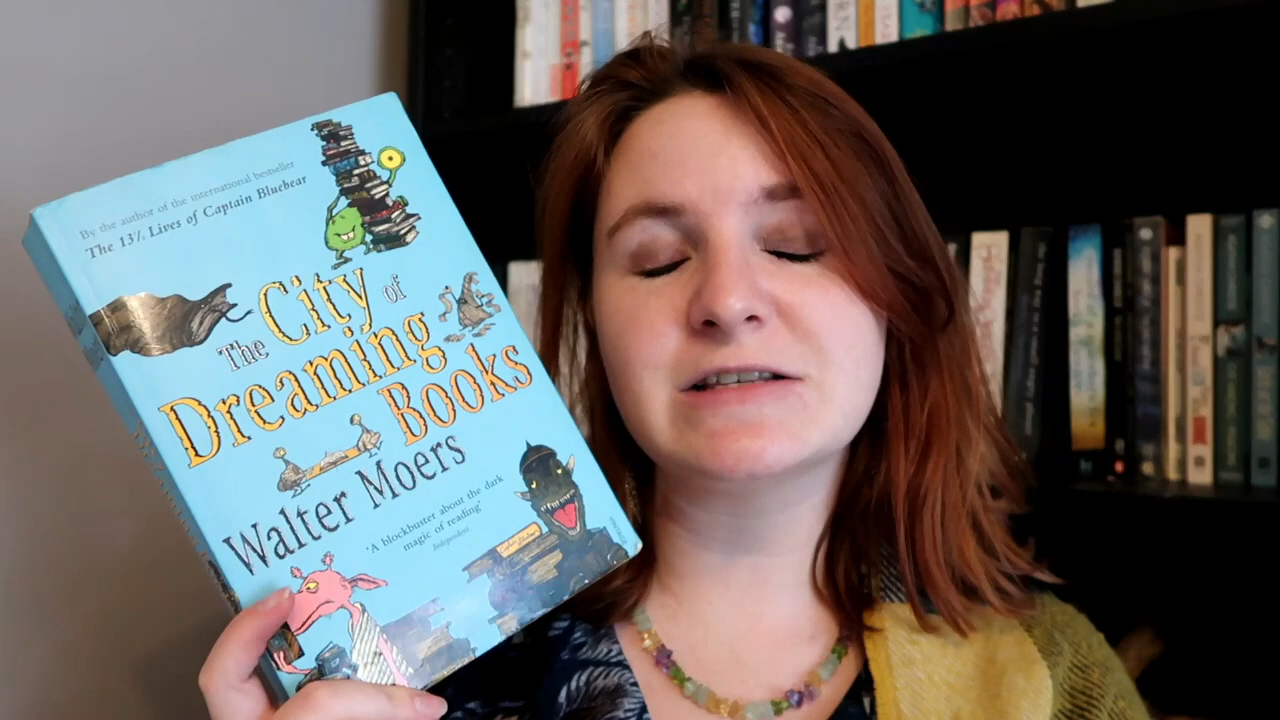 By the author of the international bestseller
The 13½ Lives of Captain Bluebear
The City of
Dreaming
Books
Walter Moers
'A blockbuster about the dark
magic of reading'
Independent